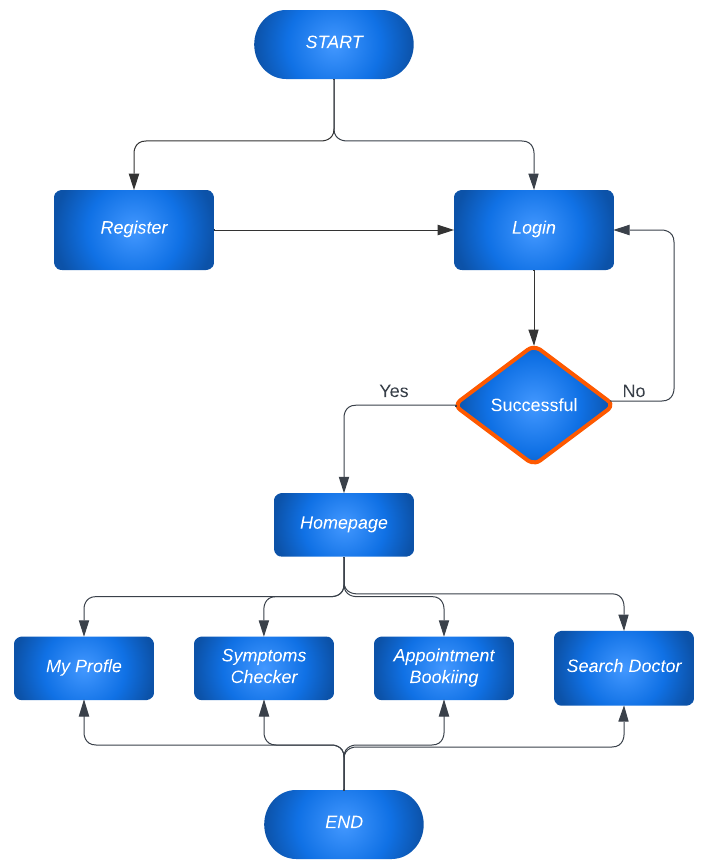 START
Register
Login
Successful
Yes
No
Homepage
My Profle
Symptoms
Checker
Appointment
Bookiing
Search Doctor
END